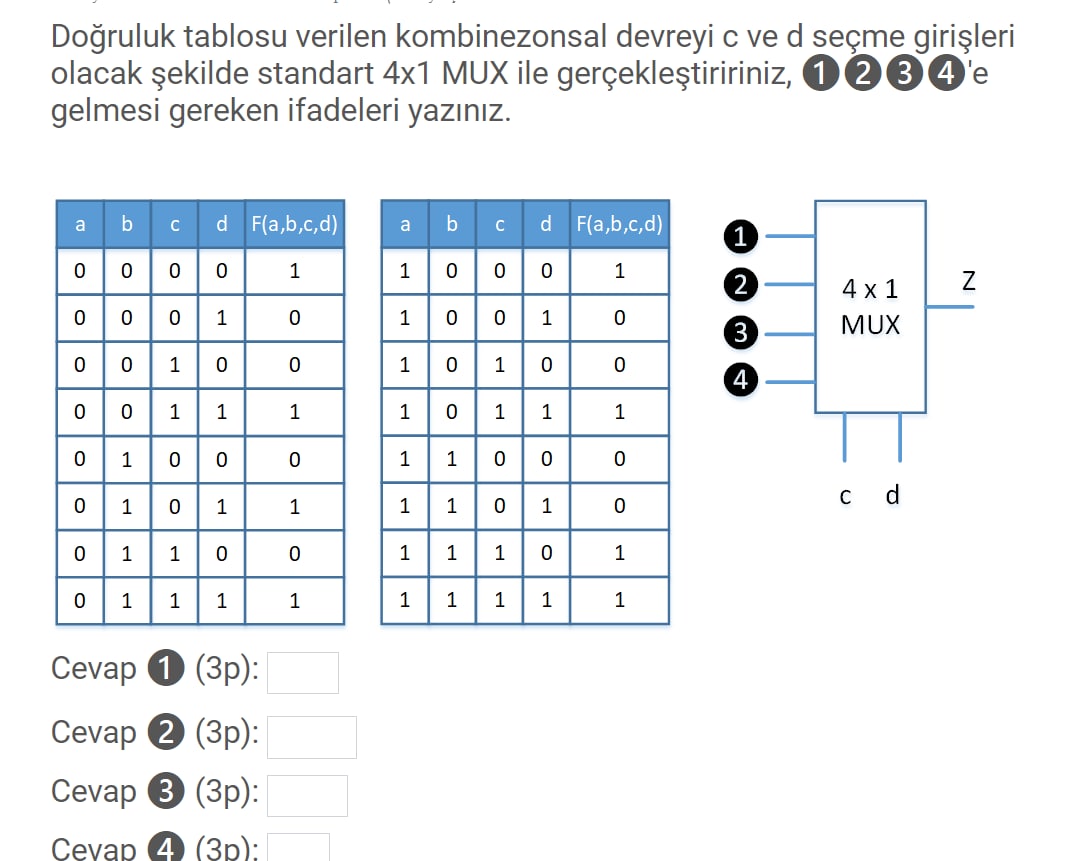 Doğruluk tablosu verilen kombinezonsal devreyi c ve d seçme girişleri
olacak şekilde standart 4x1 MUX ile gerçekleştiririniz, ❶❷❸❹'e
gelmesi gereken ifadeleri yazınız.
a b c d F(a,b,c,d)
0 0 0 0 1
0 0 0 1 0
0 0 1 0 0
0 0 1 1 1
0 1 0 0 0
0 1 0 1 1
0 1 1 0 0
0 1 1 1 1
a b c d F(a,b,c,d)
1 0 0 0 1
1 0 0 1 0
1 0 1 0 0
1 0 1 1 1
1 1 0 0 0
1 1 0 1 0
1 1 1 0 1
1 1 1 1 1
❶
❷
❸
❹
4 x 1
MUX
Z
c d
Cevap ❶ (3p):
Cevap ❷ (3p):
Cevap ❸ (3p):
Cevap ❹ (3p):